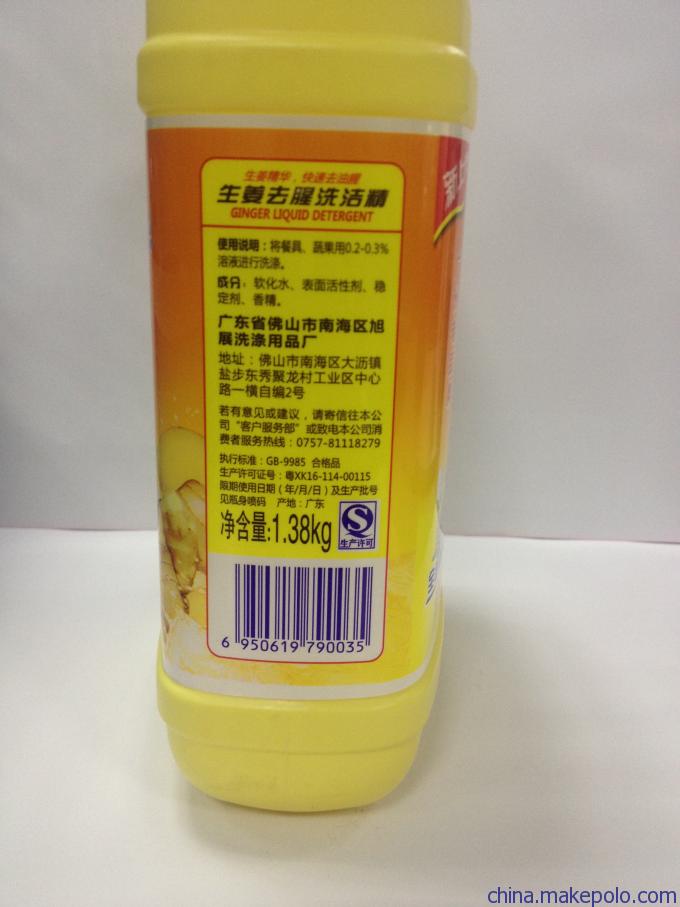 生姜精华，快速去油腥
生姜去腥洗洁精
GINGER LIQUID DETERGENT
使用说明：将餐具、蔬果用0.2-0.3%
溶液进行洗涤。
成分：软化水、表面活性剂、稳
定剂、香精。
广东省佛山市南海区旭
展洗涤用品厂
地址：佛山市南海区大沥镇
盐步东秀聚龙村工业区中心
路一横自编2号
若有意见或建议，请寄信往本公
司“客户服务部”或致电本公司消
费者服务热线：0757-81118279
执行标准：GB-9985 合格品
生产许可证号：粤XK16-114-00115
限期使用日期（年/月/日）及生产批号
见瓶身喷码 产地：广东
净含量:1.38kg
生产许可
6 950619 790035
新
china.makepolo.com